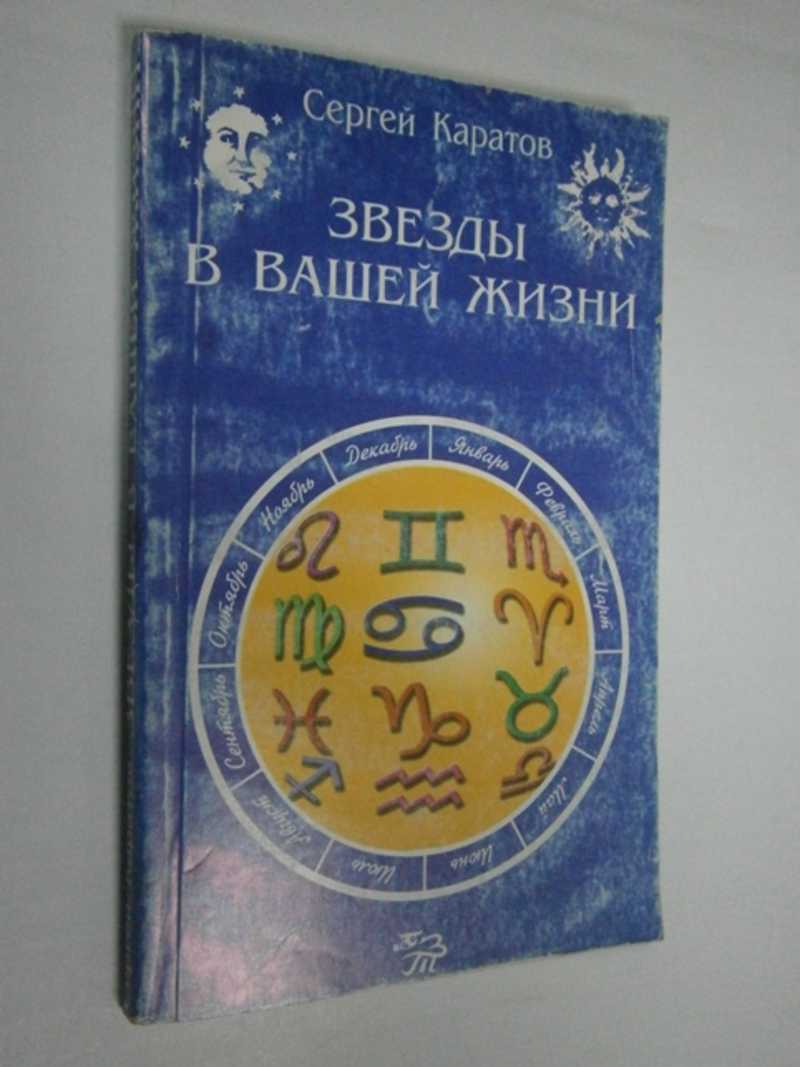 Сергей Каратов
ЗВЕЗДЫ
В ВАШЕЙ ЖИЗНИ
Январь
Февраль
Март
Апрель
Май
Июнь
Июль
Август
Сентябрь
Октябрь
Ноябрь
Декабрь